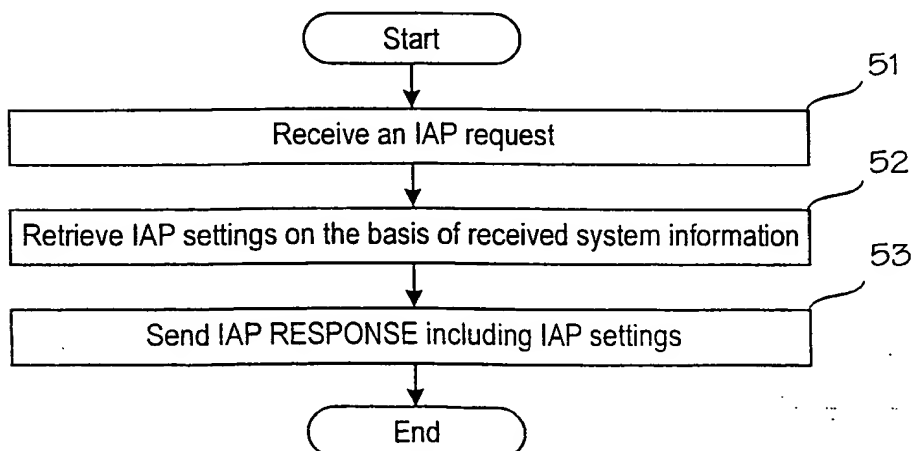 Start
51
Receive an IAP request
52
Retrieve IAP settings on the basis of received system information
53
Send IAP RESPONSE including IAP settings
End